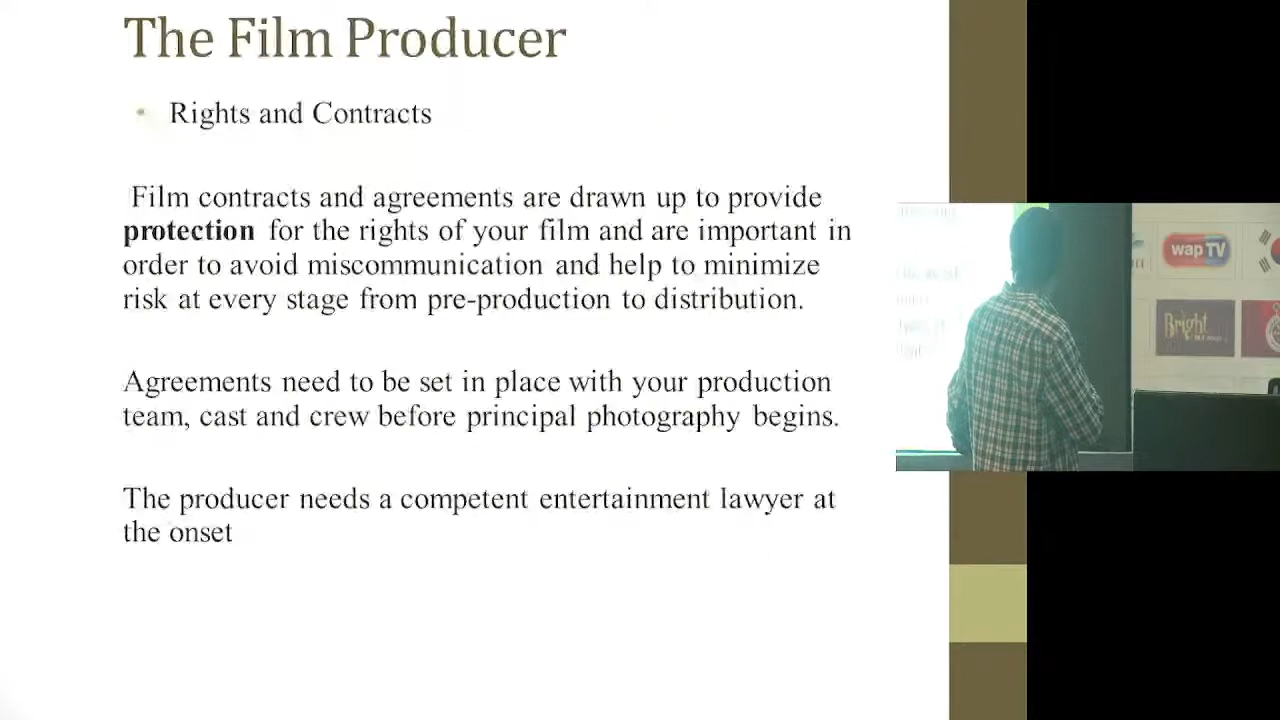 The Film Producer
• Rights and Contracts
Film contracts and agreements are drawn up to provide
protection for the rights of your film and are important in
order to avoid miscommunication and help to minimize
risk at every stage from pre-production to distribution.
Agreements need to be set in place with your production
team, cast and crew before principal photography begins.
The producer needs a competent entertainment lawyer at
the onset
wap TV
Bright